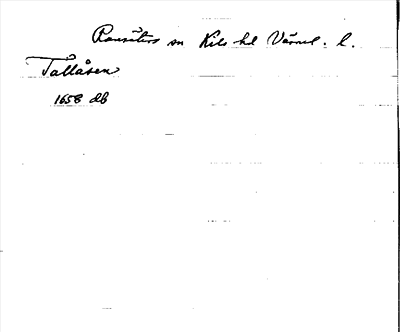 Ransäters sn Kils hd Värml. l.
Tallåsen
1658 db